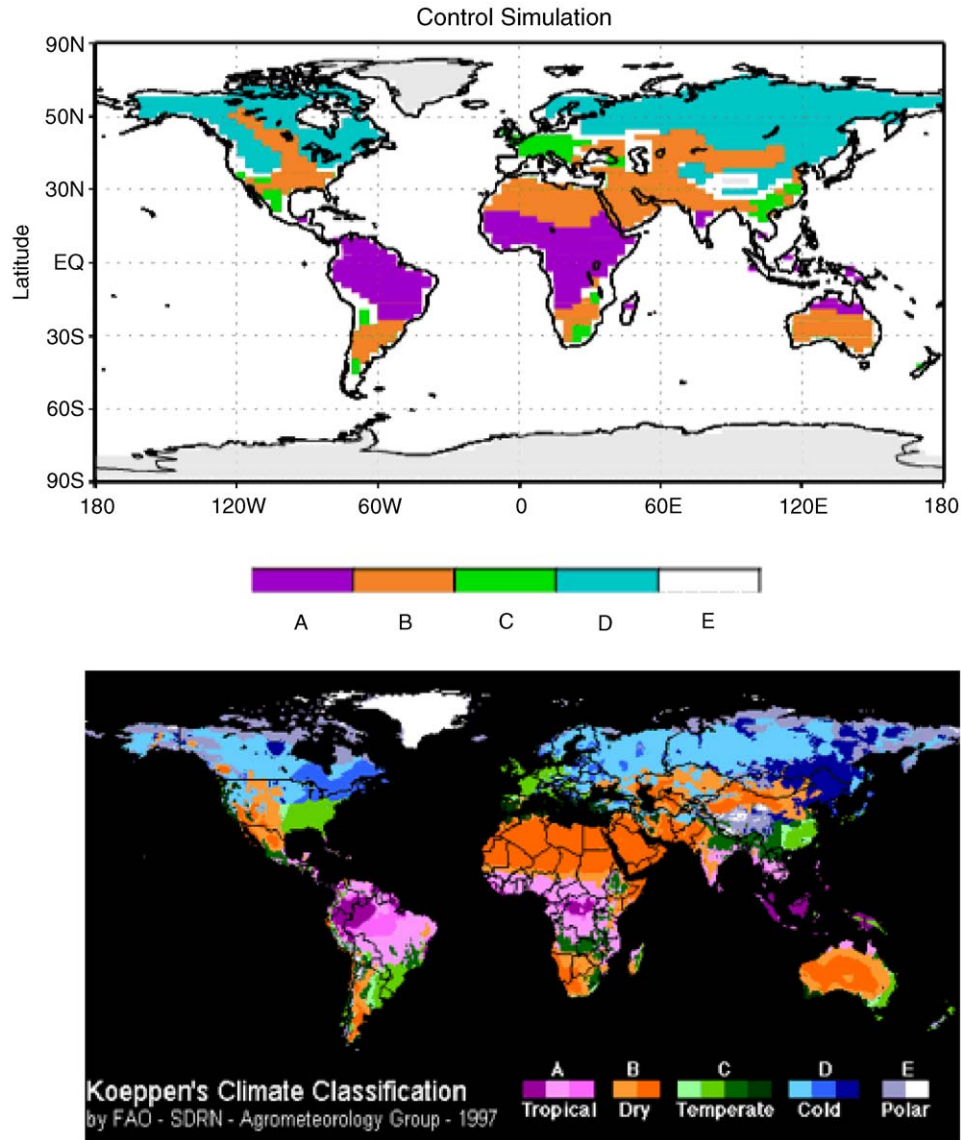 Control Simulation
90N
50N
30N
EQ
30S
60S
90S
Latitude
180 120W 60W 0 60E 120E 180
A B C D E
Koeppen's Climate Classification
by FAO - SDRN - Agrometeorology Group - 1997
A B C D E
Tropical Dry Temperate Cold Polar